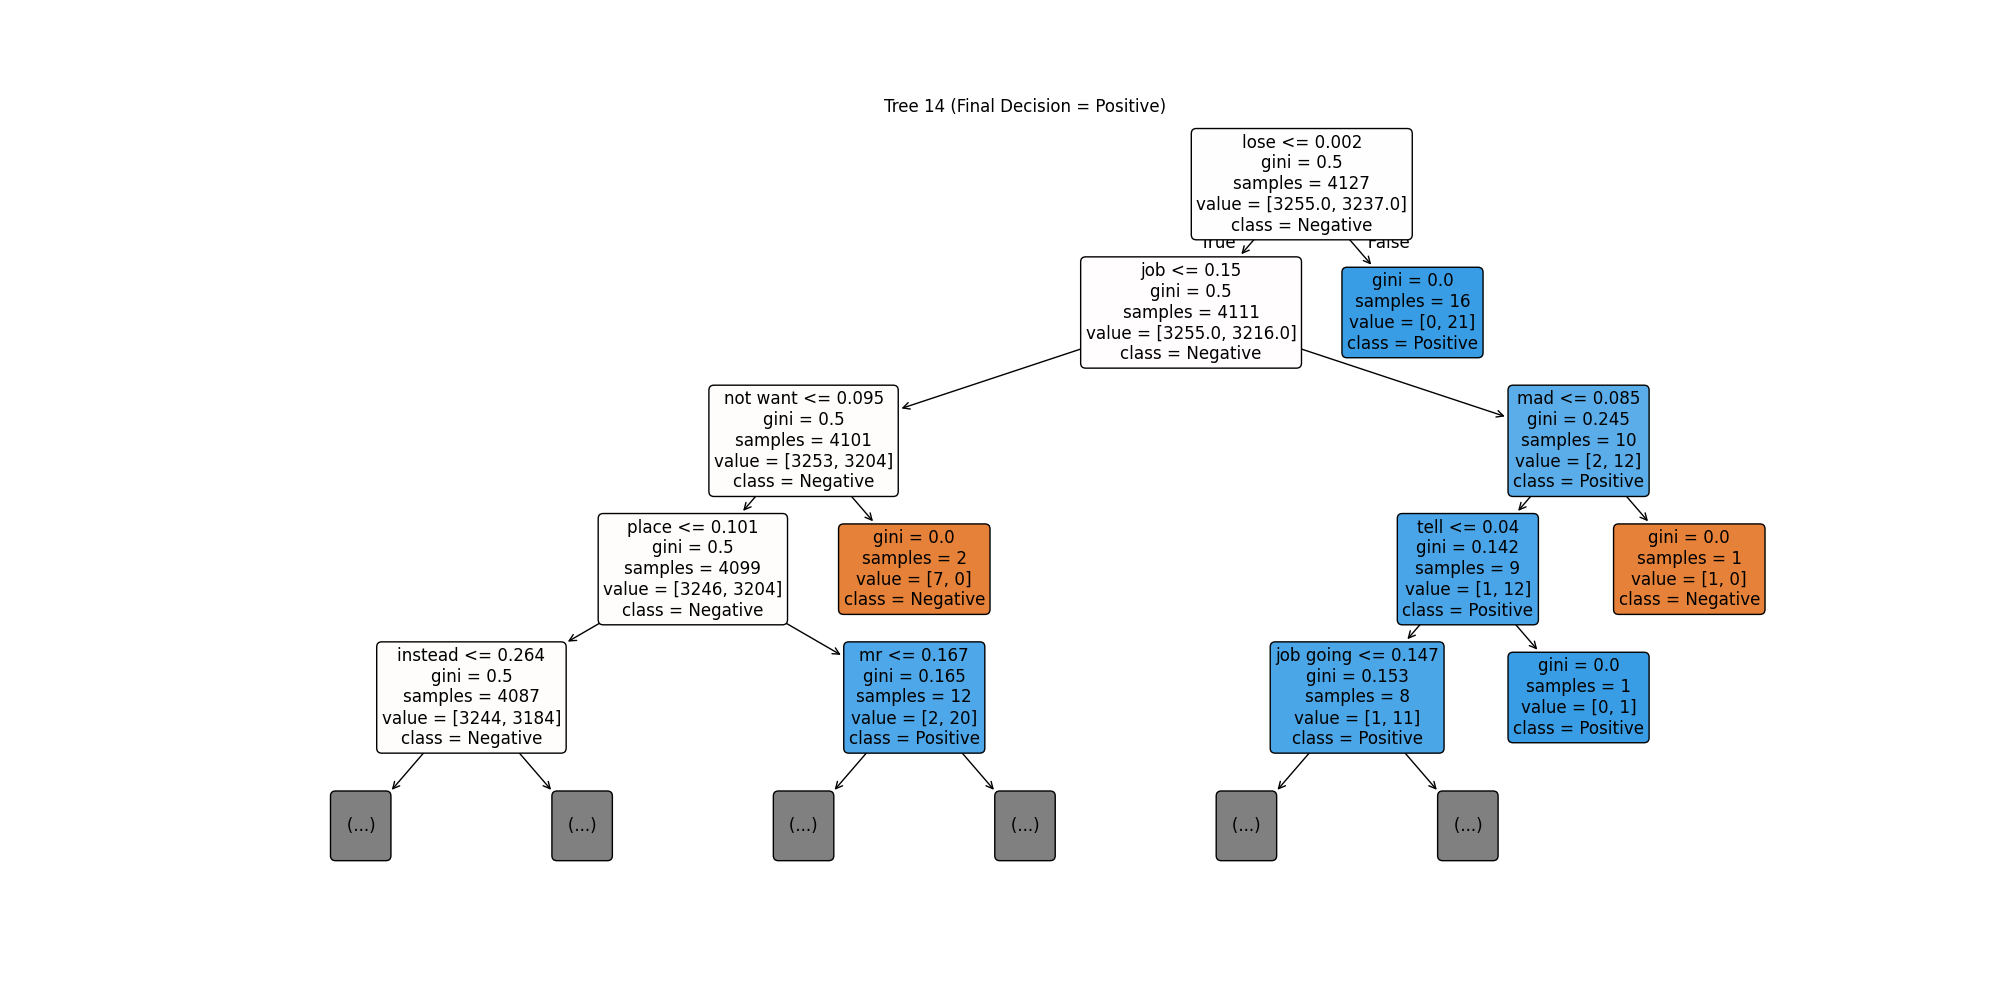 Tree 14 (Final Decision = Positive)
lose <= 0.002
gini = 0.5
samples = 4127
value = [3255.0, 3237.0]
class = Negative
True
False
job <= 0.15
gini = 0.5
samples = 4111
value = [3255.0, 3216.0]
class = Negative
gini = 0.0
samples = 16
value = [0, 21]
class = Positive
not want <= 0.095
gini = 0.5
samples = 4101
value = [3253, 3204]
class = Negative
mad <= 0.085
gini = 0.245
samples = 10
value = [2, 12]
class = Positive
place <= 0.101
gini = 0.5
samples = 4099
value = [3246, 3204]
class = Negative
gini = 0.0
samples = 2
value = [7, 0]
class = Negative
tell <= 0.04
gini = 0.142
samples = 9
value = [1, 12]
class = Positive
gini = 0.0
samples = 1
value = [1, 0]
class = Negative
instead <= 0.264
gini = 0.5
samples = 4087
value = [3244, 3184]
class = Negative
mr <= 0.167
gini = 0.165
samples = 12
value = [2, 20]
class = Positive
job going <= 0.147
gini = 0.153
samples = 8
value = [1, 11]
class = Positive
gini = 0.0
samples = 1
value = [0, 1]
class = Positive
(...)
(...)
(...)
(...)
(...)
(...)